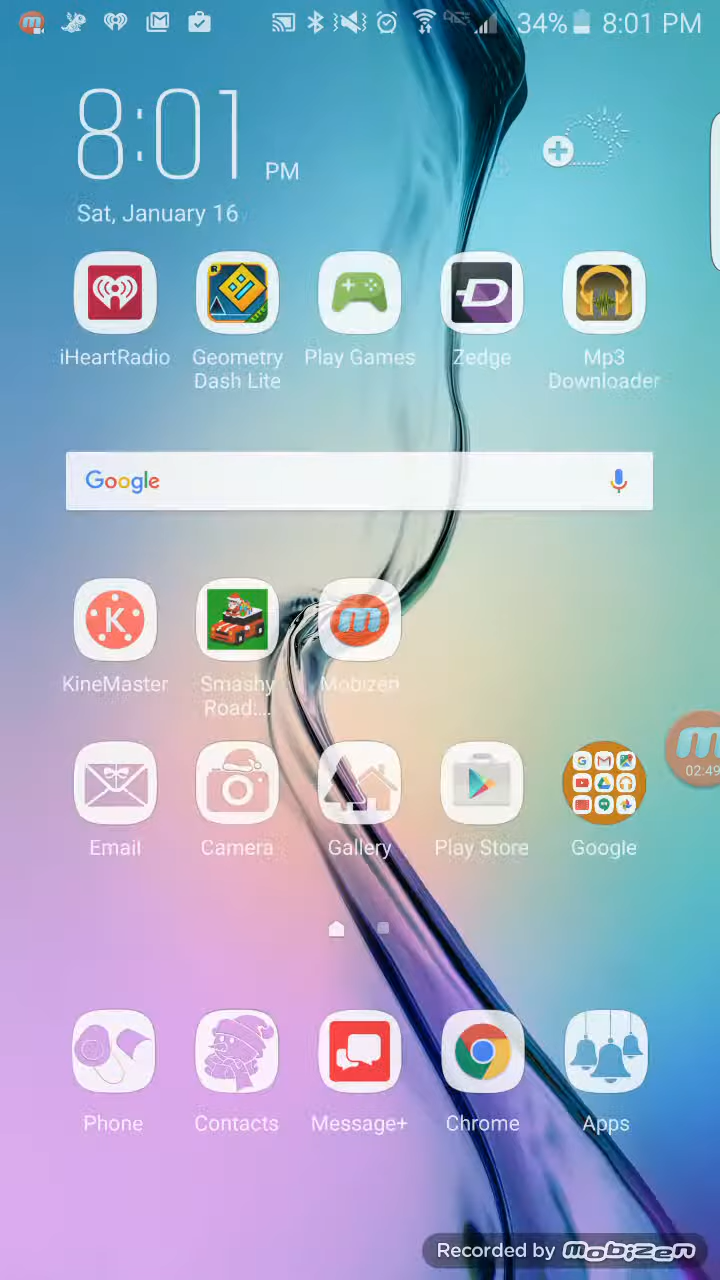 34% 8:01 PM
8:01 PM
Sat, January 16
iHeartRadio Geometry Dash Lite Play Games Zedge Mp3 Downloader
Google
KineMaster Smashy Road:... Mobizen
02:49
Email Camera Gallery Play Store Google
Phone Contacts Message+ Chrome Apps
Recorded by mobizen